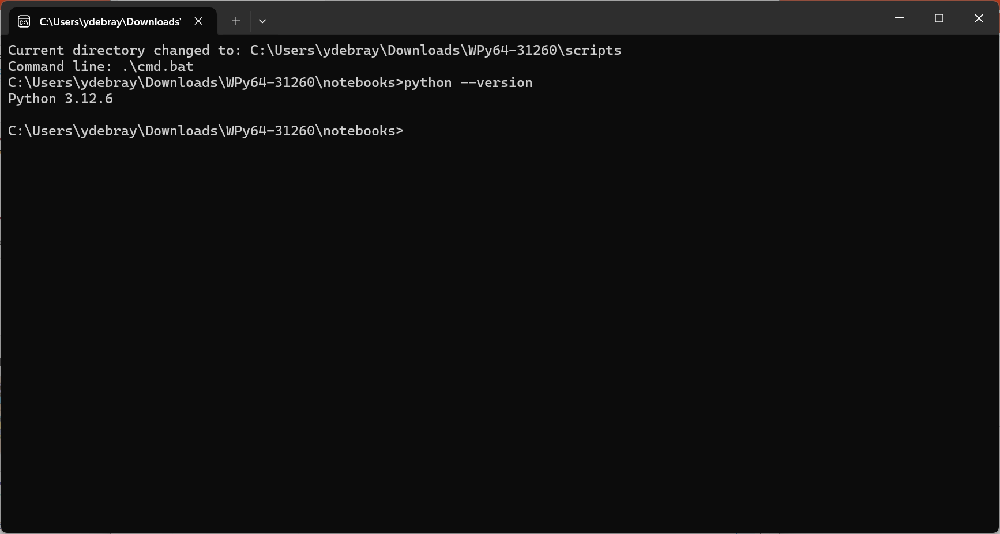 C:\Users\ydebray\Downloads\
Current directory changed to: C:\Users\ydebray\Downloads\WPy64-31260\scripts
Command line: .\cmd.bat
C:\Users\ydebray\Downloads\WPy64-31260\notebooks>python --version
Python 3.12.6
C:\Users\ydebray\Downloads\WPy64-31260\notebooks>